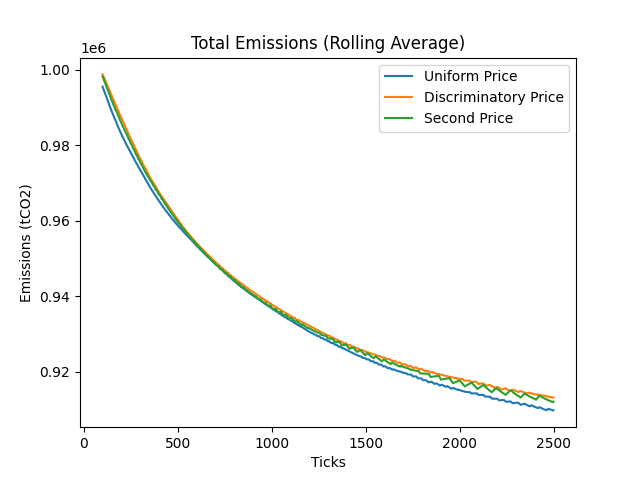 Total Emissions (Rolling Average)
1e6
1.00
0.98
0.96
0.94
0.92
Emissions (tCO2)
Uniform Price
Discriminatory Price
Second Price
0
500
1000
1500
2000
2500
Ticks